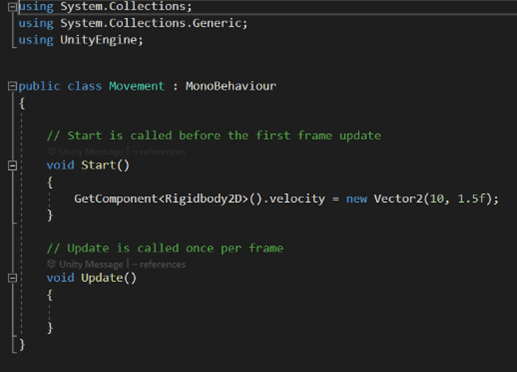 using System.Collections;
using System.Collections.Generic;
using UnityEngine;
public class Movement : MonoBehaviour
{
// Start is called before the first frame update
Unity Message | – references
void Start()
{
GetComponent<Rigidbody2D>().velocity = new Vector2(10, 1.5f);
}
// Update is called once per frame
Unity Message | – references
void Update()
{
}
}